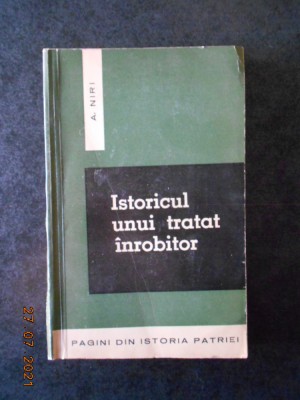 A. NIRI
Istoricul
unui tratat
înrobitor
PAGINI DIN ISTORIA PATRIEI
27.07.2021